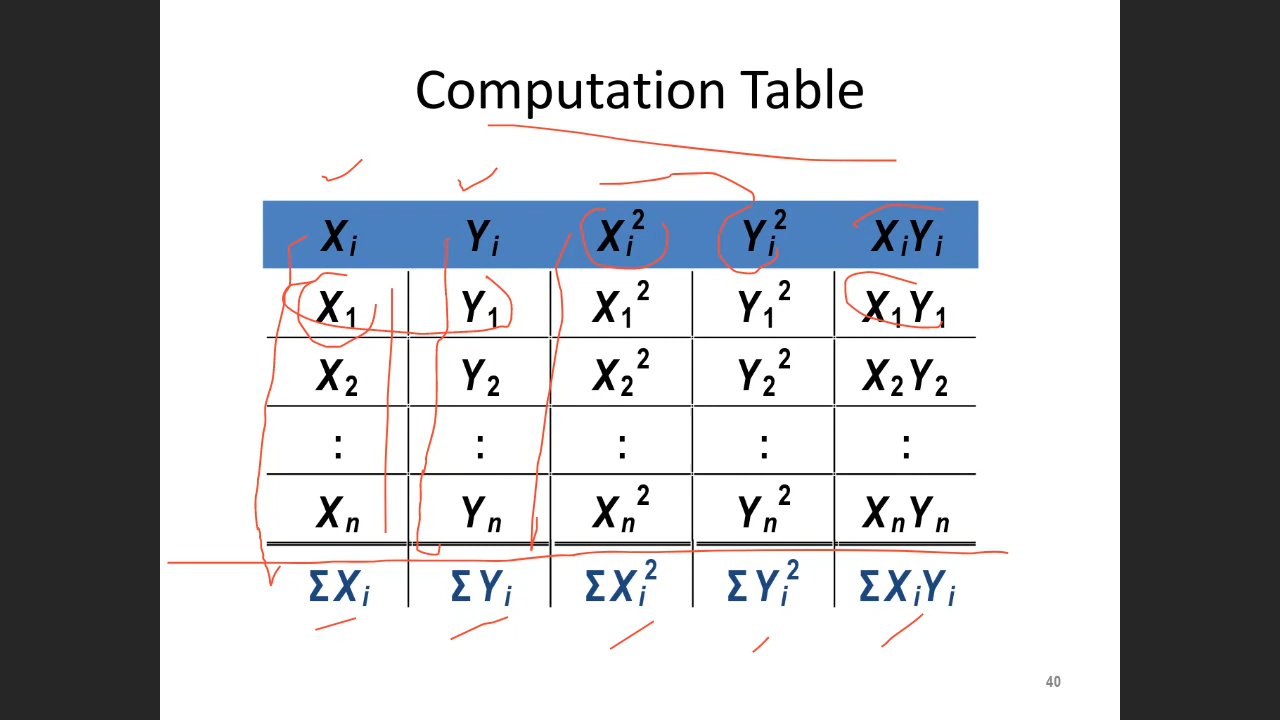 Computation Table
Xi Yi Xi² Yi² XiYi
X₁ Y₁ X₁² Y₁² X₁Y₁
X₂ Y₂ X₂² Y₂² X₂Y₂
: : : : :
Xn Yn Xn² Yn² XnYn
ΣXi ΣYi ΣXi² ΣYi² ΣXiYi
40